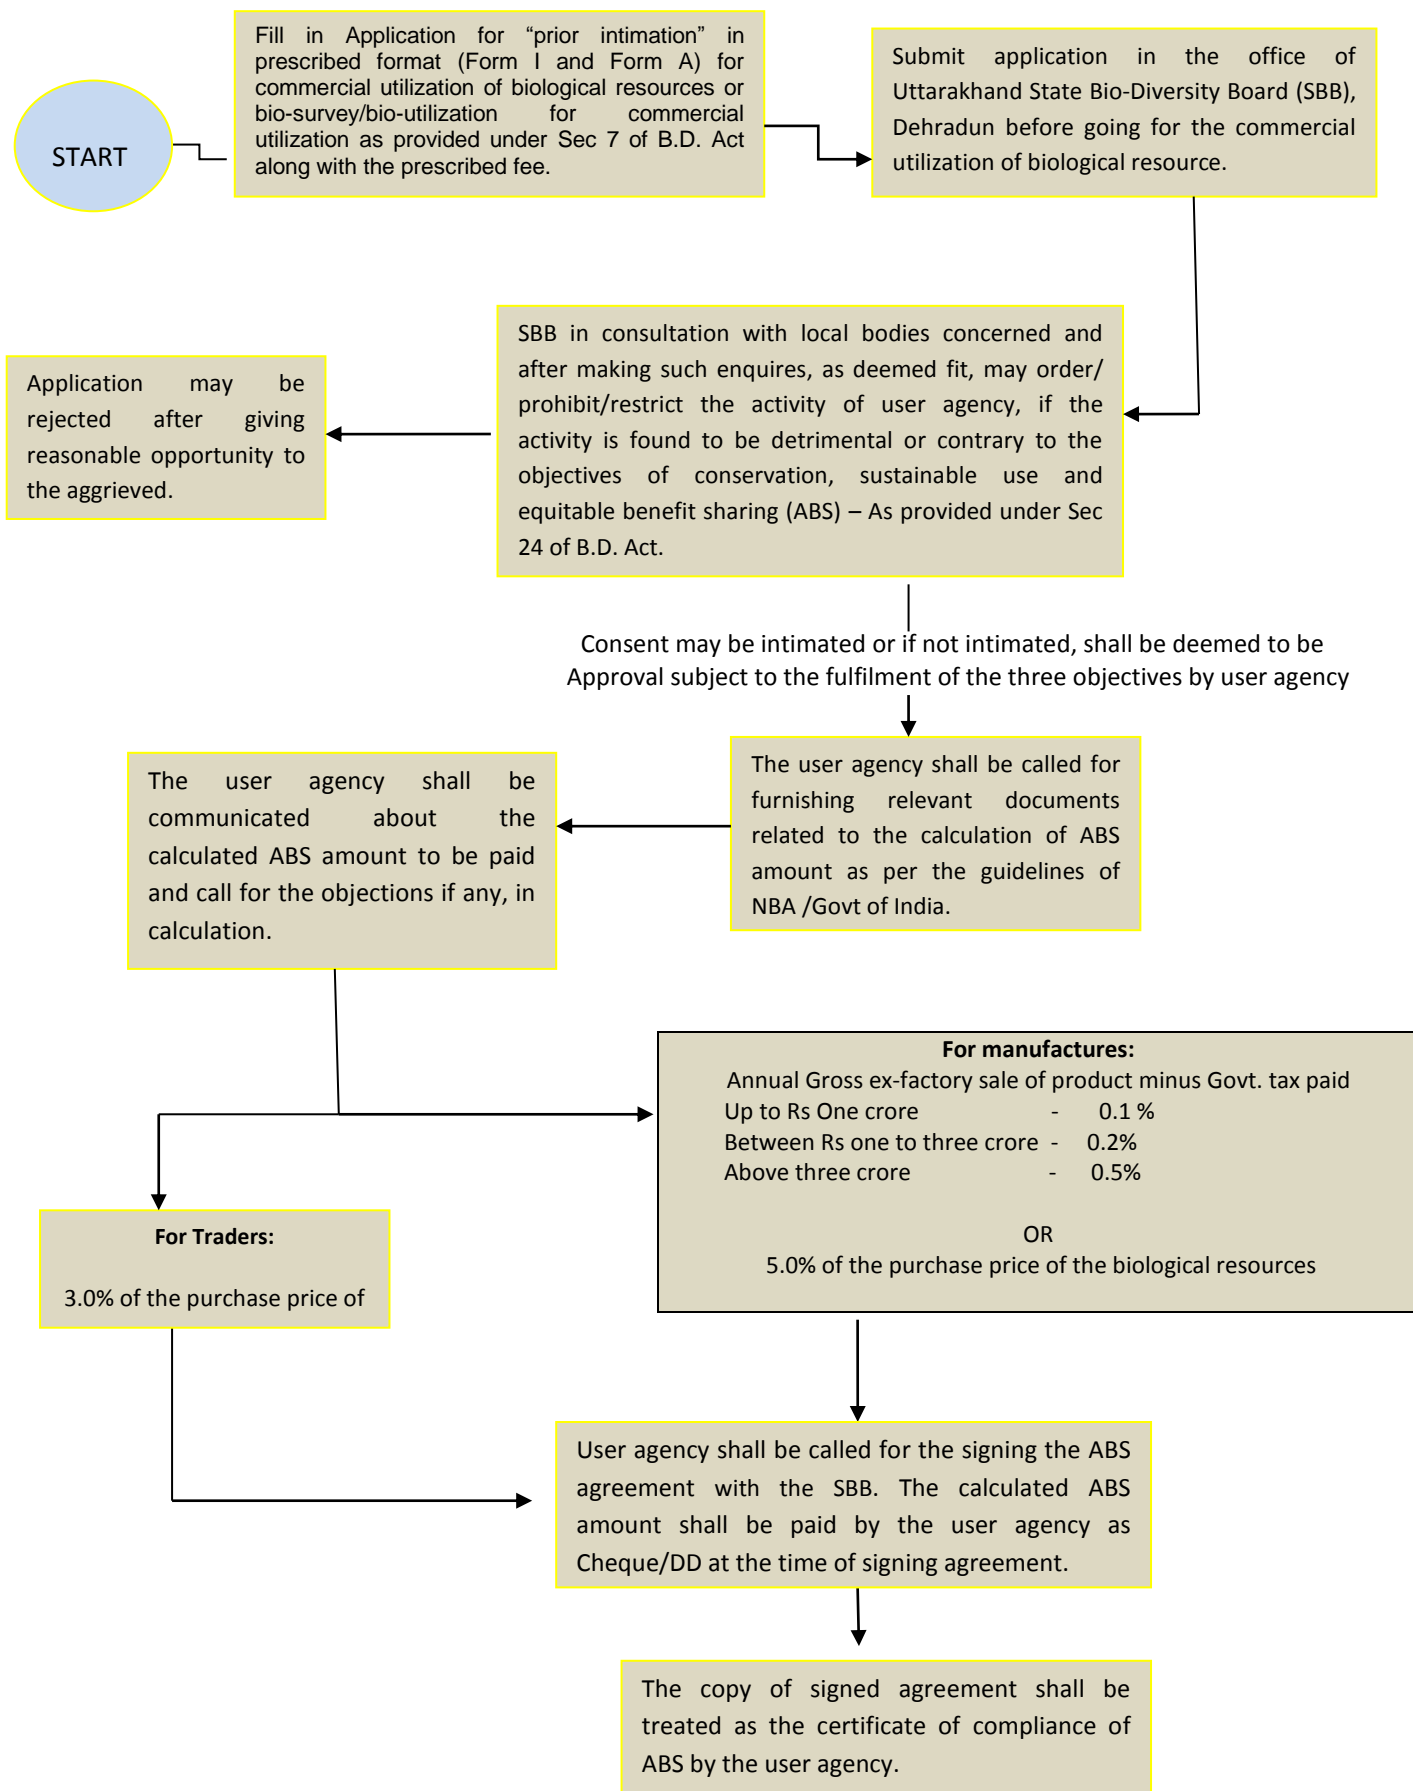 START
Fill in Application for “prior intimation” in
prescribed format (Form I and Form A) for
commercial utilization of biological resources or
bio-survey/bio-utilization for commercial
utilization as provided under Sec 7 of B.D. Act
along with the prescribed fee.
Submit application in the office of
Uttarakhand State Bio-Diversity Board (SBB),
Dehradun before going for the commercial
utilization of biological resource.
SBB in consultation with local bodies concerned and
after making such enquires, as deemed fit, may order/
prohibit/restrict the activity of user agency, if the
activity is found to be detrimental or contrary to the
objectives of conservation, sustainable use and
equitable benefit sharing (ABS) – As provided under Sec
24 of B.D. Act.
Application may be
rejected after giving
reasonable opportunity to
the aggrieved.
Consent may be intimated or if not intimated, shall be deemed to be
Approval subject to the fulfilment of the three objectives by user agency
The user agency shall be called for
furnishing relevant documents
related to the calculation of ABS
amount as per the guidelines of
NBA /Govt of India.
The user agency shall be
communicated about the
calculated ABS amount to be paid
and call for the objections if any, in
calculation.
For manufactures:
Annual Gross ex-factory sale of product minus Govt. tax paid
Up to Rs One crore - 0.1 %
Between Rs one to three crore - 0.2%
Above three crore - 0.5%
OR
5.0% of the purchase price of the biological resources
For Traders:
3.0% of the purchase price of
User agency shall be called for the signing the ABS
agreement with the SBB. The calculated ABS
amount shall be paid by the user agency as
Cheque/DD at the time of signing agreement.
The copy of signed agreement shall be
treated as the certificate of compliance of
ABS by the user agency.